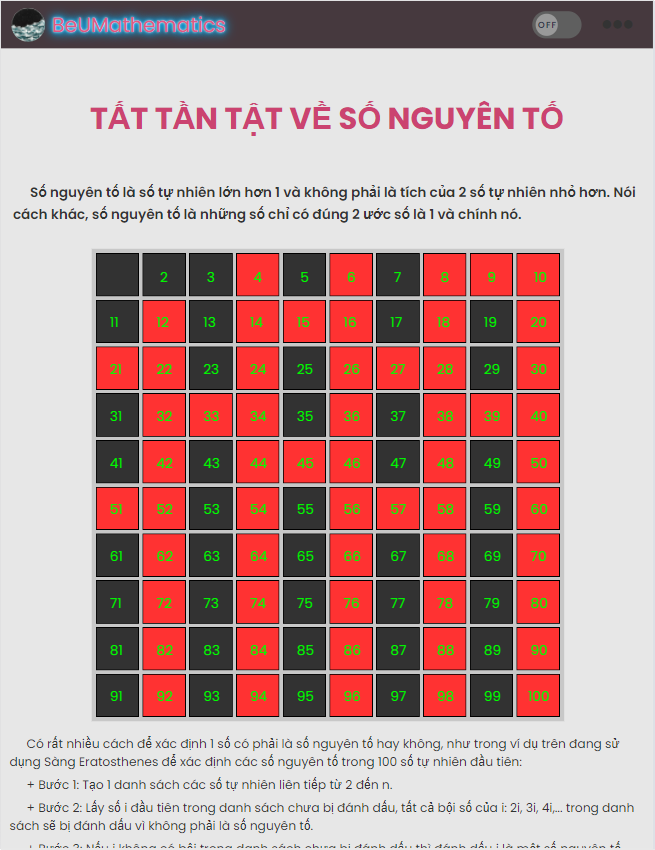 BeUMathematics
OFF
TẤT TẦN TẬT VỀ SỐ NGUYÊN TỐ
Số nguyên tố là số tự nhiên lớn hơn 1 và không phải là tích của 2 số tự nhiên nhỏ hơn. Nói
cách khác, số nguyên tố là những số chỉ có đúng 2 ước số là 1 và chính nó.
2 3 4 5 6 7 8 9 10
11 12 13 14 15 16 17 18 19 20
21 22 23 24 25 26 27 28 29 30
31 32 33 34 35 36 37 38 39 40
41 42 43 44 45 46 47 48 49 50
51 52 53 54 55 56 57 58 59 60
61 62 63 64 65 66 67 68 69 70
71 72 73 74 75 76 77 78 79 80
81 82 83 84 85 86 87 88 89 90
91 92 93 94 95 96 97 98 99 100
Có rất nhiều cách để xác định 1 số có phải là số nguyên tố hay không, như trong ví dụ trên đang sử
dụng Sàng Eratosthenes để xác định các số nguyên tố trong 100 số tự nhiên đầu tiên:
+ Bước 1: Tạo 1 danh sách các số tự nhiên liên tiếp từ 2 đến n.
+ Bước 2: Lấy số i đầu tiên trong danh sách chưa bị đánh dấu, tất cả bội số của i: 2i, 3i, 4i,... trong danh
sách sẽ bị đánh dấu vì không phải là số nguyên tố.
+ Bước 3: Nếu i không có bội trong danh sách chưa bị đánh dấu thì đánh dấu i là một số nguyên tố